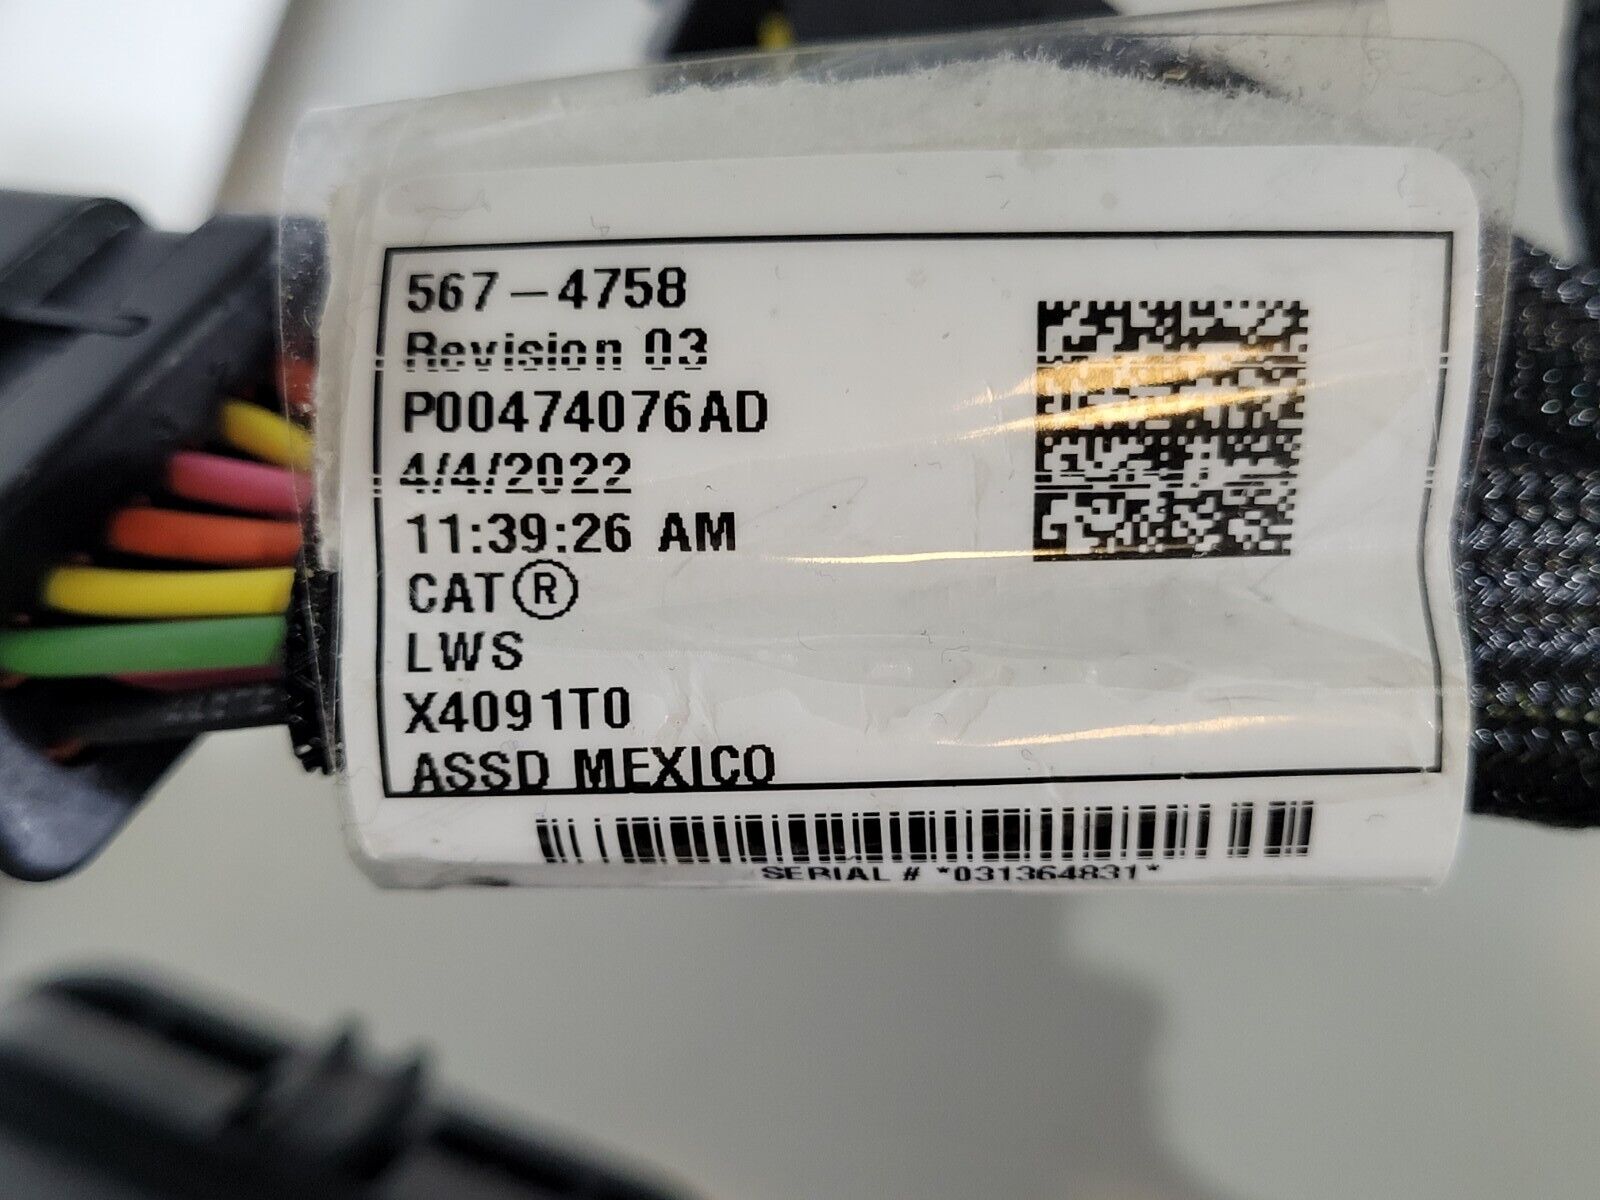 567-4758
Revision 03
P00474076AD
4/4/2022
11:39:26 AM
CAT®
LWS
X4091T0
ASSD MEXICO
SERIAL # *031364831*